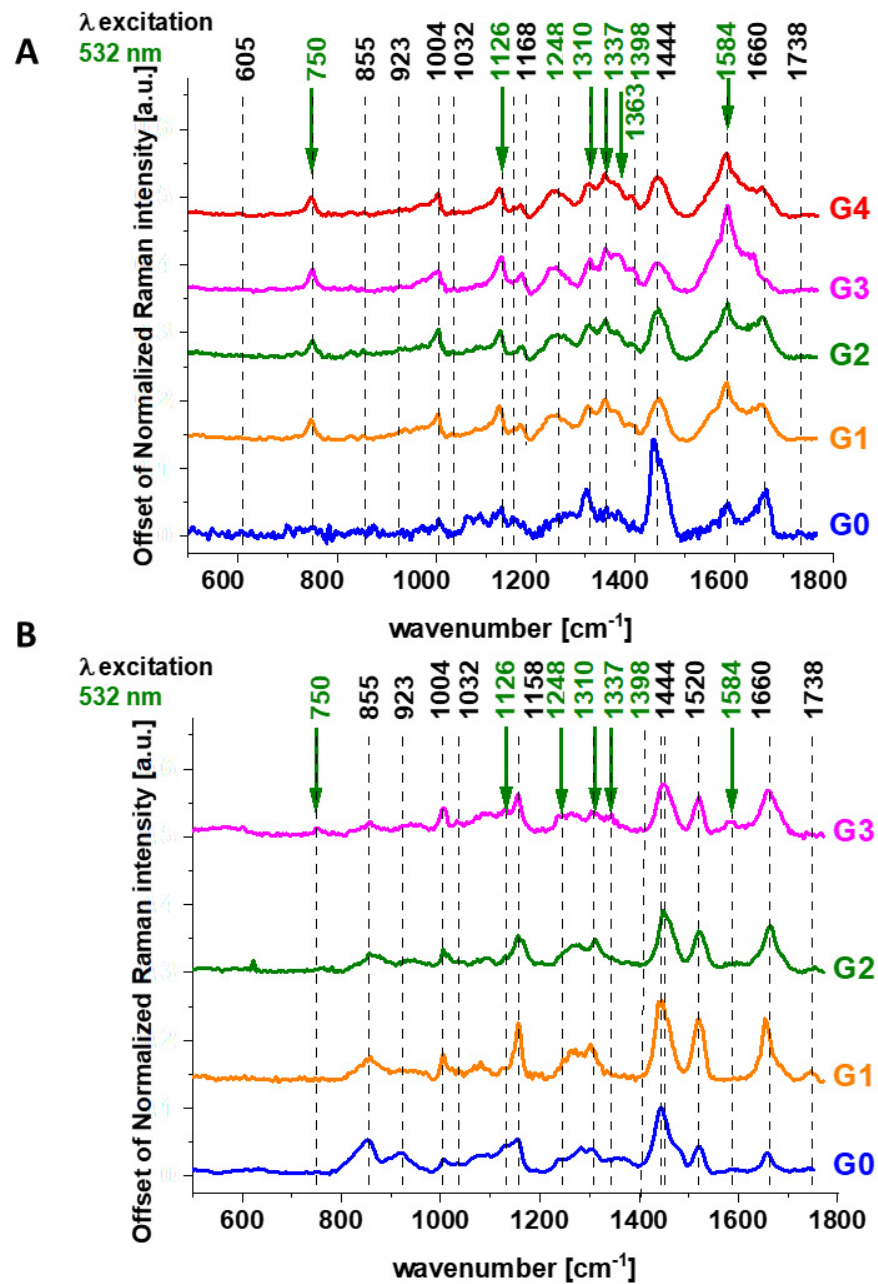 λ excitation
A
532 nm
605
750
855
923
1004
1032
1126
1168
1248
1310
1337
1363
1398
1444
1584
1660
1738
Offset of Normalized Raman intensity [a.u.]
G4
G3
G2
G1
G0
600 800 1000 1200 1400 1600 1800
wavenumber [cm-1]
B
λ excitation
532 nm
750
855
923
1004
1032
1126
1158
1248
1310
1337
1398
1444
1520
1584
1660
1738
Offset of Normalized Raman intensity [a.u.]
G3
G2
G1
G0
600 800 1000 1200 1400 1600 1800
wavenumber [cm-1]